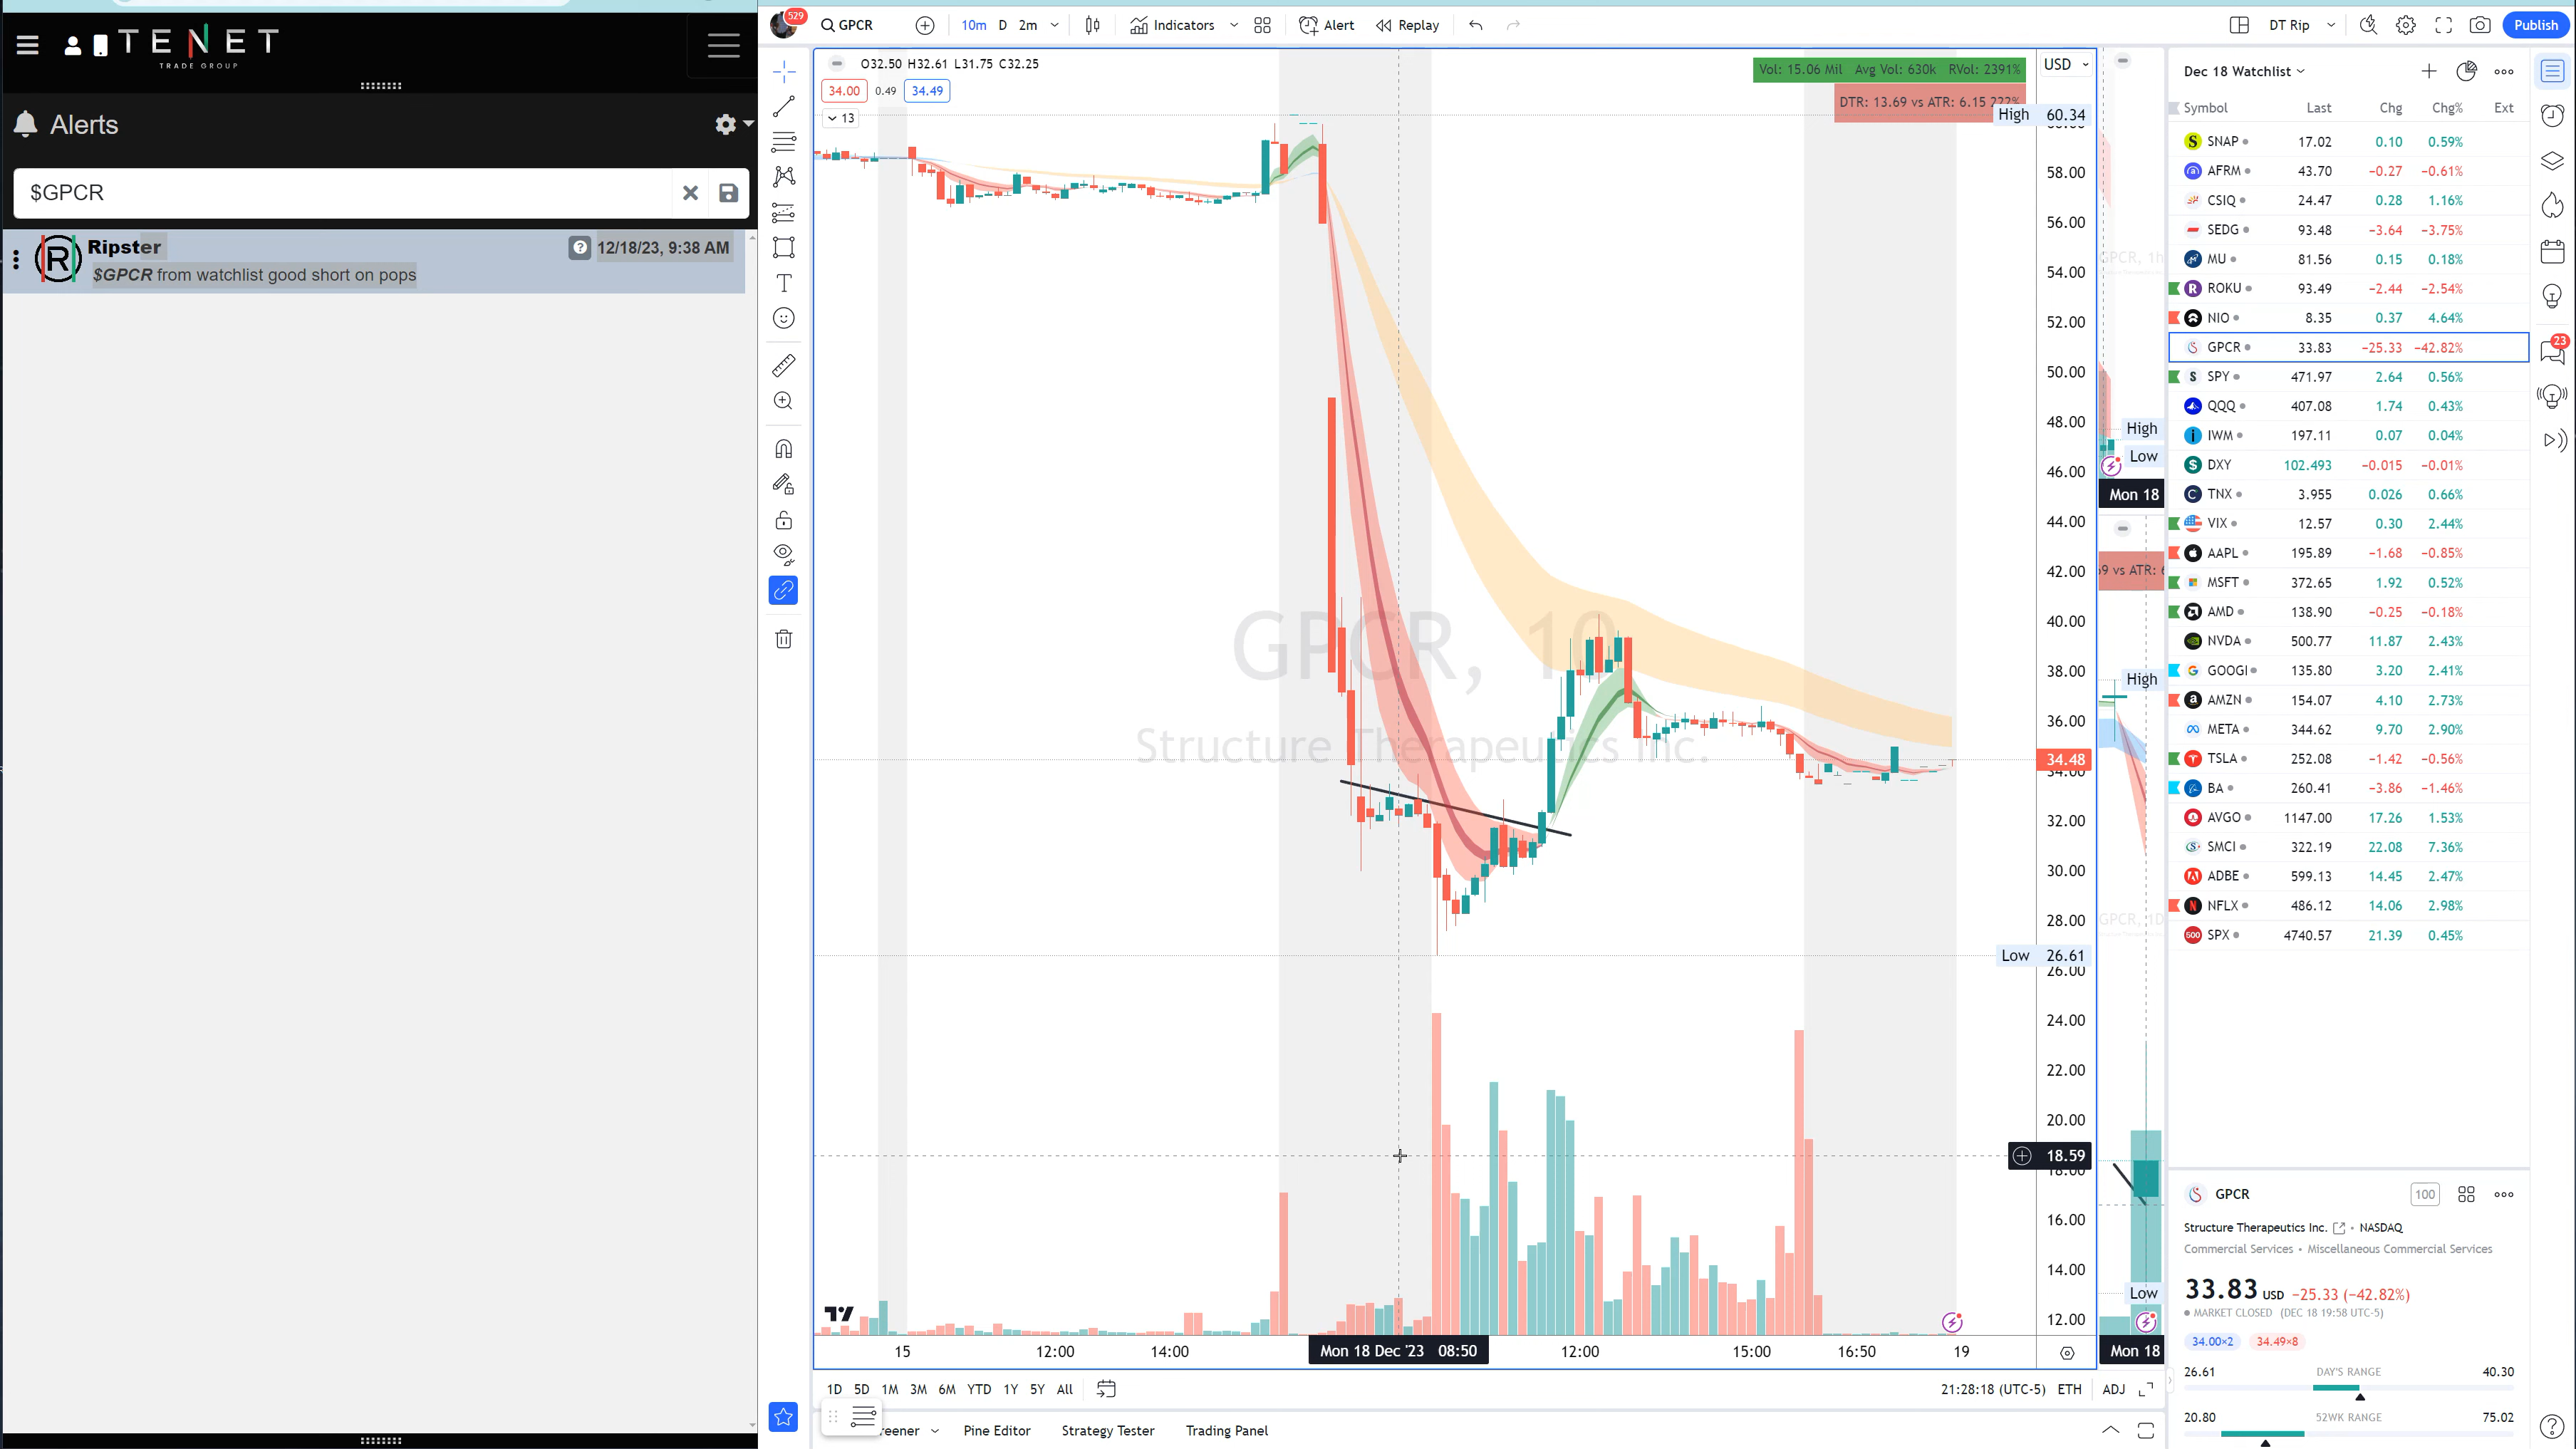 TENET
TRADE GROUP
Alerts
$GPCR
Ripster
12/18/23, 9:38 AM
$GPCR from watchlist good short on pops
529
GPCR
10m D 2m
Indicators
Alert
Replay
DT Rip
Publish
O32.50 H32.61 L31.75 C32.25
34.00 0.49 34.49
13
Vol: 15.06 Mil Avg Vol: 630k RVol: 2391%
DTR: 13.69 vs ATR: 6.15 222%
USD
High 60.34
58.00
56.00
54.00
52.00
50.00
48.00
46.00
44.00
42.00
40.00
38.00
36.00
34.48
34.00
32.00
30.00
28.00
Low 26.61
26.00
24.00
22.00
20.00
18.59
18.00
16.00
14.00
12.00
GPCR, 10
Structure Therapeutics Inc.
15 12:00 14:00 Mon 18 Dec '23 08:50 12:00 15:00 16:50 19
1D 5D 1M 3M 6M YTD 1Y 5Y All
21:28:18 (UTC-5) ETH ADJ
eener Pine Editor Strategy Tester Trading Panel
GPCR, 1h
High
Low
Mon 18
9 vs ATR: 6
High
GPCR, 1D
Low
Mon 18
Dec 18 Watchlist
Symbol Last Chg Chg% Ext
SNAP 17.02 0.10 0.59%
AFRM 43.70 −0.27 −0.61%
CSIQ 24.47 0.28 1.16%
SEDG 93.48 −3.64 −3.75%
MU 81.56 0.15 0.18%
ROKU 93.49 −2.44 −2.54%
NIO 8.35 0.37 4.64%
GPCR 33.83 −25.33 −42.82%
SPY 471.97 2.64 0.56%
QQQ 407.08 1.74 0.43%
IWM 197.11 0.07 0.04%
DXY 102.493 −0.015 −0.01%
TNX 3.955 0.026 0.66%
VIX 12.57 0.30 2.44%
AAPL 195.89 −1.68 −0.85%
MSFT 372.65 1.92 0.52%
AMD 138.90 −0.25 −0.18%
NVDA 500.77 11.87 2.43%
GOOGl 135.80 3.20 2.41%
AMZN 154.07 4.10 2.73%
META 344.62 9.70 2.90%
TSLA 252.08 −1.42 −0.56%
BA 260.41 −3.86 −1.46%
AVGO 1147.00 17.26 1.53%
SMCI 322.19 22.08 7.36%
ADBE 599.13 14.45 2.47%
NFLX 486.12 14.06 2.98%
500 SPX 4740.57 21.39 0.45%
23
GPCR
100
Structure Therapeutics Inc. • NASDAQ
Commercial Services • Miscellaneous Commercial Services
33.83 USD −25.33 (−42.82%)
MARKET CLOSED (DEC 18 19:58 UTC-5)
34.00×2 34.49×8
26.61 DAY'S RANGE 40.30
20.80 52WK RANGE 75.02